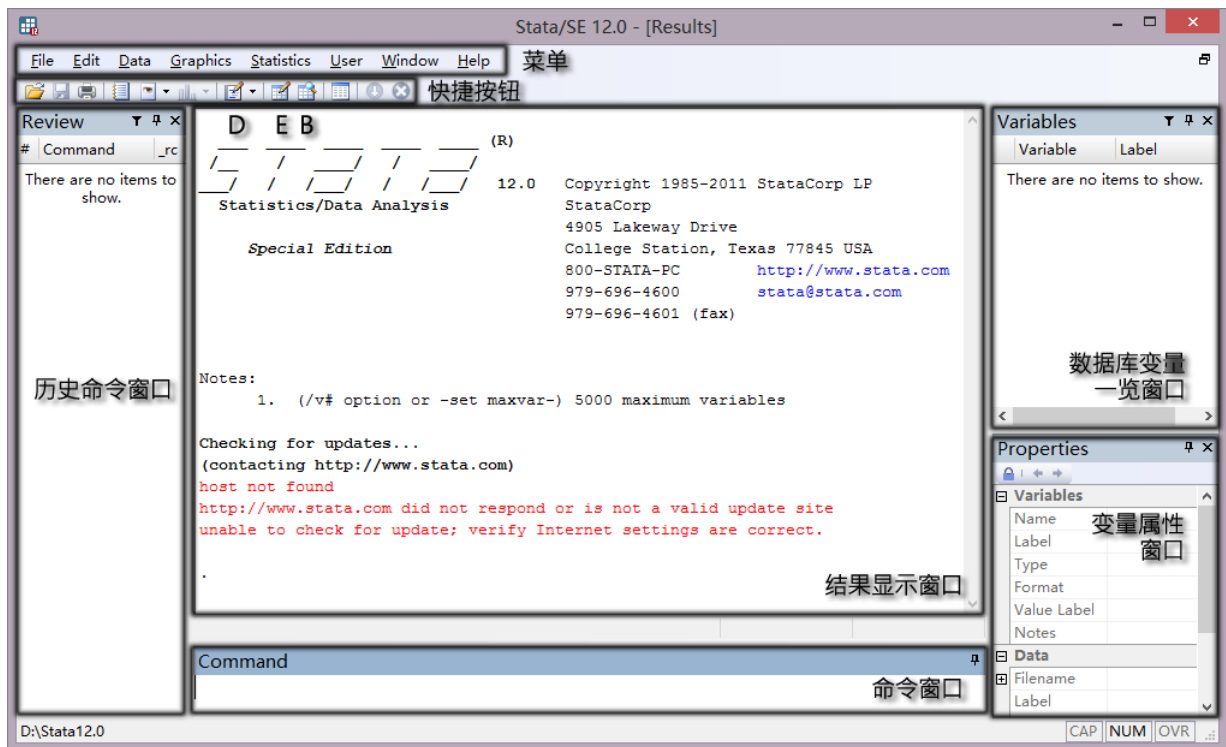 Stata/SE 12.0 - [Results]
File Edit Data Graphics Statistics User Window Help 菜单
快捷按钮
Review
# Command _rc
There are no items to
show.
历史命令窗口
D E B
(R)
STATA
12.0 Copyright 1985-2011 StataCorp LP
Statistics/Data Analysis StataCorp
4905 Lakeway Drive
Special Edition College Station, Texas 77845 USA
800-STATA-PC http://www.stata.com
979-696-4600 stata@stata.com
979-696-4601 (fax)
Notes:
1. (/v# option or -set maxvar-) 5000 maximum variables
Checking for updates...
(contacting http://www.stata.com)
host not found
http://www.stata.com did not respond or is not a valid update site
unable to check for update; verify Internet settings are correct.
.
结果显示窗口
Command
命令窗口
Variables
Variable Label
There are no items to show.
数据库变量
一览窗口
Properties
Variables
Name
Label
Type
Format
Value Label
Notes
Data
Filename
Label
变量属性
窗口
D:\Stata12.0
CAP NUM OVR